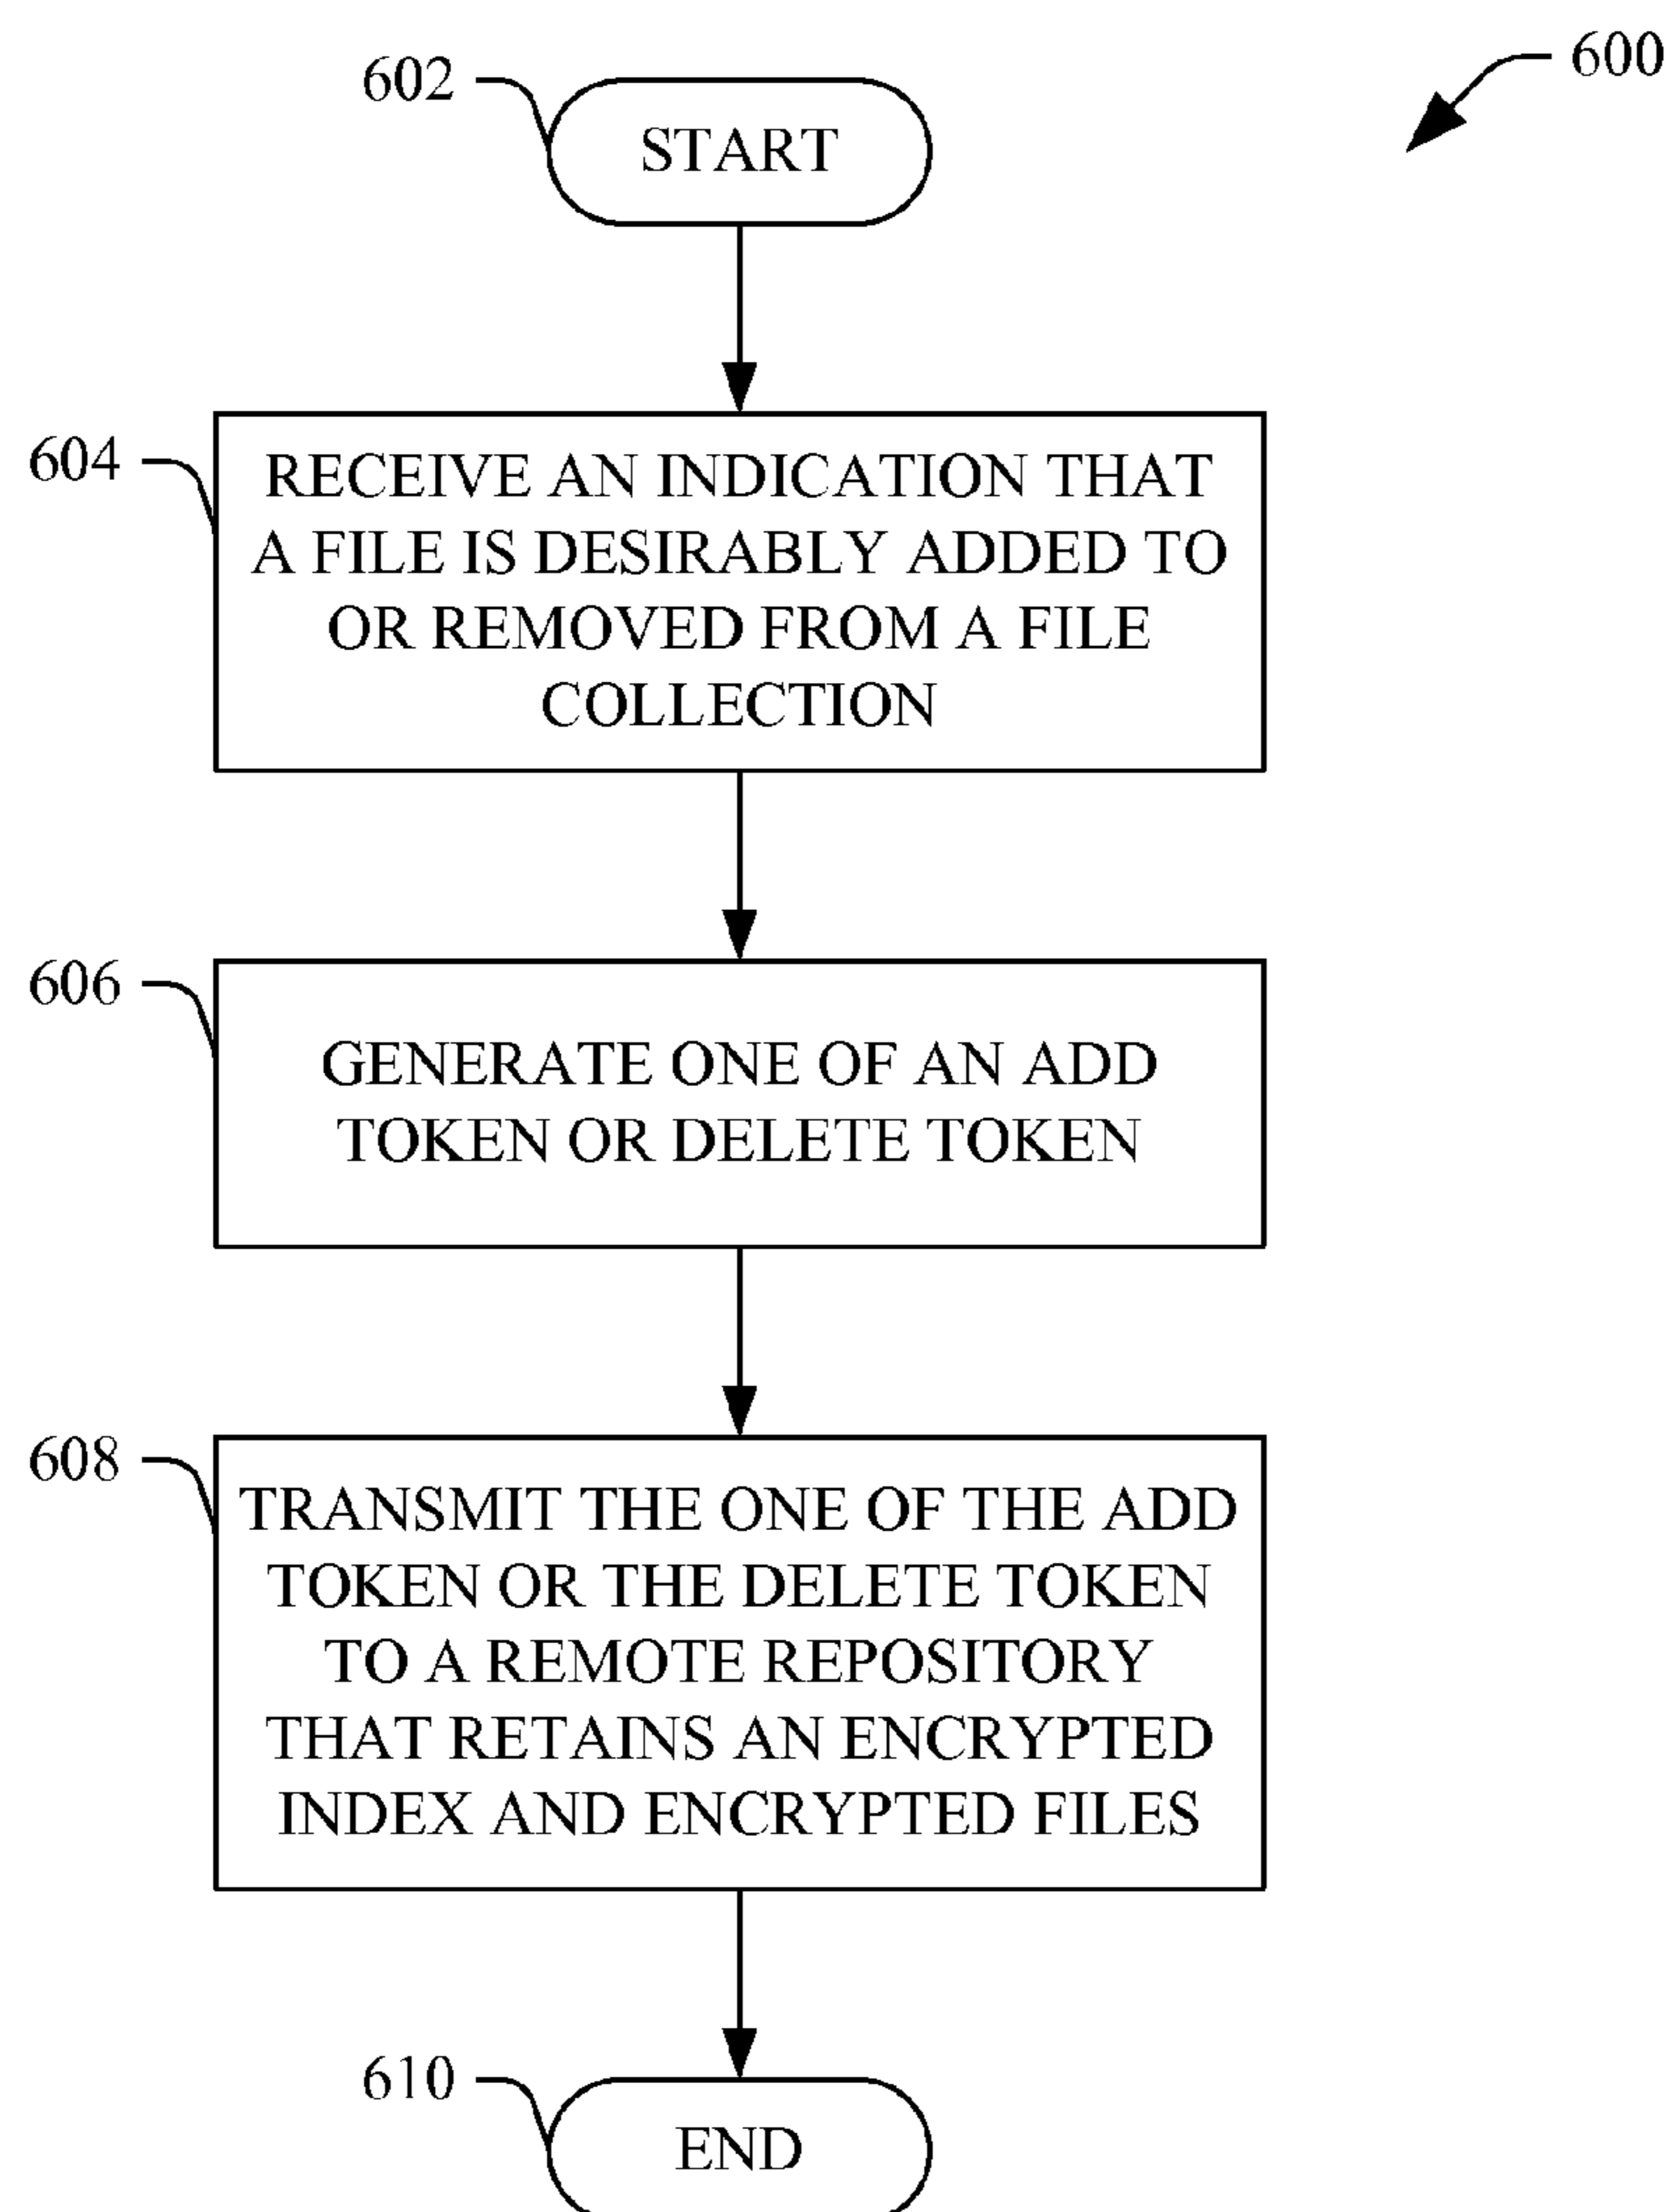 600
602
START
604
RECEIVE AN INDICATION THAT
A FILE IS DESIRABLY ADDED TO
OR REMOVED FROM A FILE
COLLECTION
606
GENERATE ONE OF AN ADD
TOKEN OR DELETE TOKEN
608
TRANSMIT THE ONE OF THE ADD
TOKEN OR THE DELETE TOKEN
TO A REMOTE REPOSITORY
THAT RETAINS AN ENCRYPTED
INDEX AND ENCRYPTED FILES
610
END